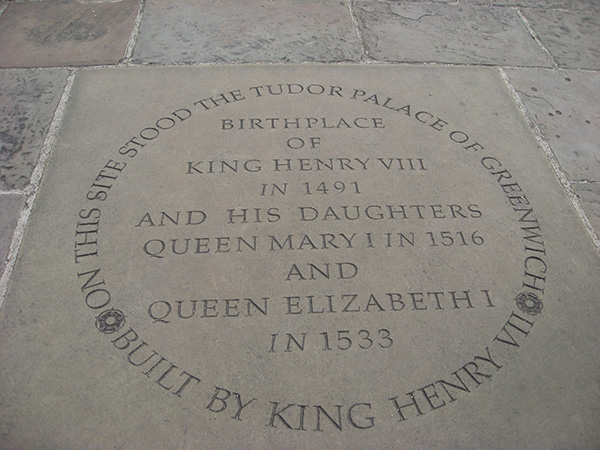 ON THIS SITE STOOD THE TUDOR PALACE OF GREENWICH
BIRTHPLACE
OF
KING HENRY VIII
IN 1491
AND HIS DAUGHTERS
QUEEN MARY I IN 1516
AND
QUEEN ELIZABETH I
IN 1533
BUILT BY KING HENRY VII